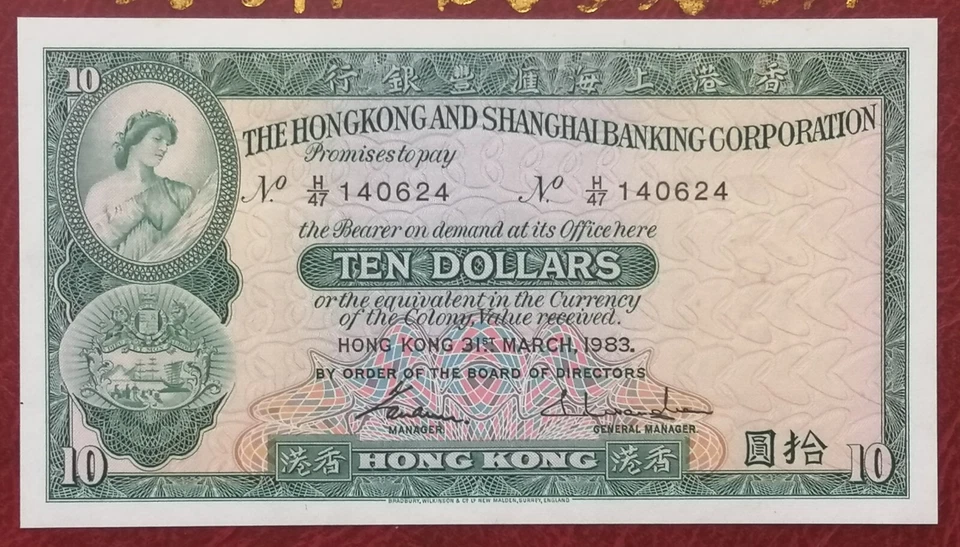 行銀豐滙海上港香
10
THE HONGKONG AND SHANGHAI BANKING CORPORATION
Promises to pay
No. H/47 140624 No. H/47 140624
the Bearer on demand at its Office here
TEN DOLLARS
or the equivalent in the Currency
of the Colony, Value received.
HONG KONG 31ST MARCH, 1983.
BY ORDER OF THE BOARD OF DIRECTORS
MANAGER. GENERAL MANAGER
圓拾
10 港香 HONG KONG 港香 10
BRADBURY, WILKINSON & Co Ld NEW MALDEN, SURREY, ENGLAND